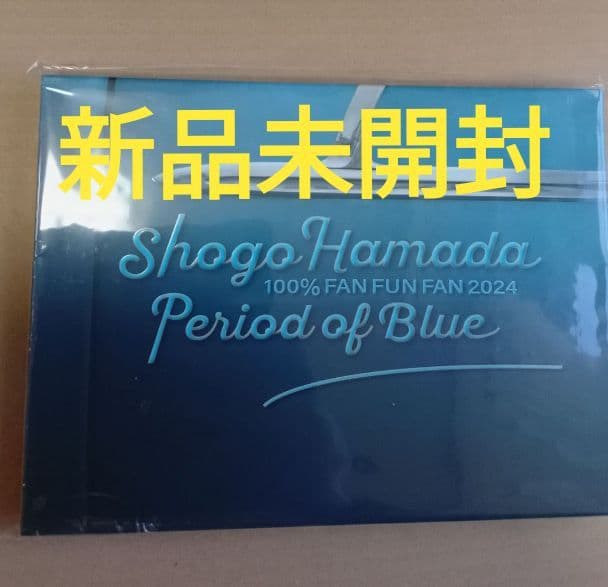 新品未開封
Shogo Hamada
100% FAN FUN FAN 2024
Period of Blue